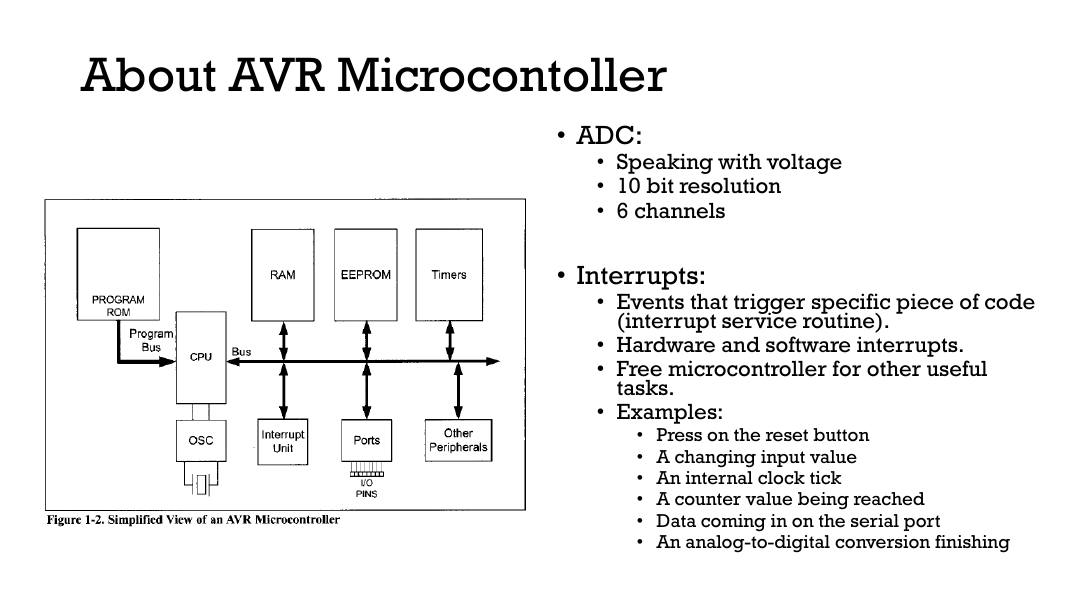 About AVR Microcontoller
PROGRAM
ROM
RAM
EEPROM
Timers
Program
Bus
CPU
Bus
OSC
Interrupt
Unit
Ports
Other
Peripherals
I/O
PINS
Figure 1-2. Simplified View of an AVR Microcontroller
• ADC:
• Speaking with voltage
• 10 bit resolution
• 6 channels
• Interrupts:
• Events that trigger specific piece of code
(interrupt service routine).
• Hardware and software interrupts.
• Free microcontroller for other useful
tasks.
• Examples:
• Press on the reset button
• A changing input value
• An internal clock tick
• A counter value being reached
• Data coming in on the serial port
• An analog-to-digital conversion finishing